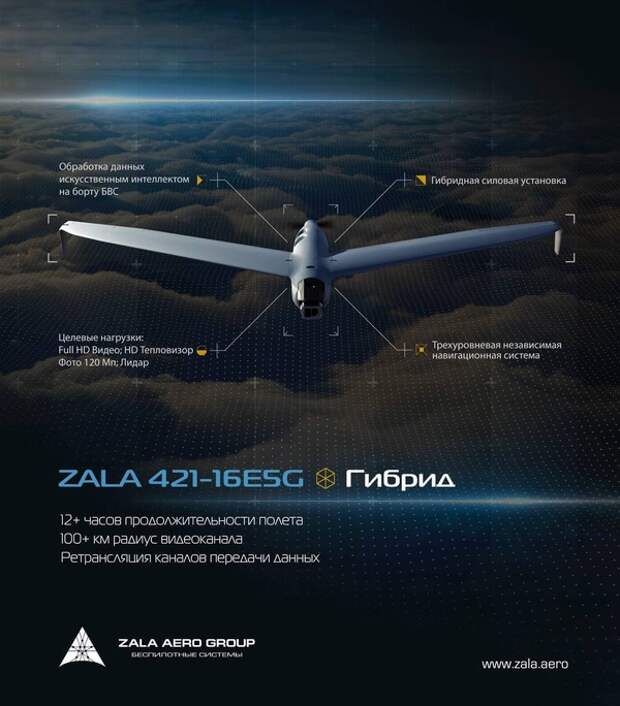 Обработка данных
искусственным интеллектом
на борту БВС
Гибридная силовая установка
Целевые нагрузки:
Full HD Видео; HD Тепловизор
Фото 120 Мп; Лидар
Трехуровневая независимая
навигационная система
ZALA 421-16E5G Гибрид
12+ часов продолжительности полета
100+ км радиус видеоканала
Ретрансляция каналов передачи данных
ZALA AERO GROUP
БЕСПИЛОТНЫЕ СИСТЕМЫ
www.zala.aero